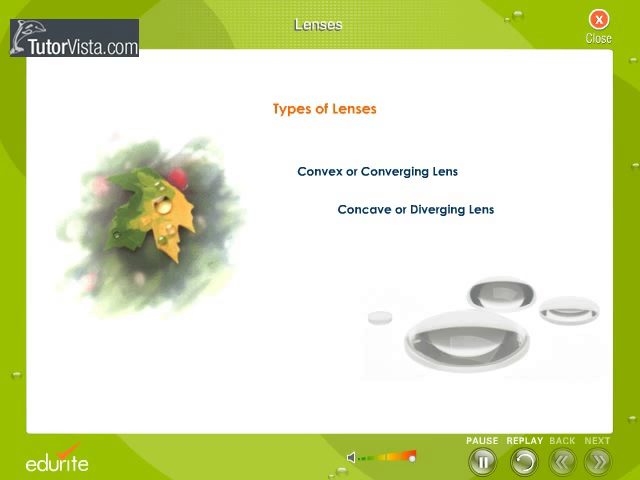 Lenses
X
Close
TutorVista.com
Types of Lenses
Convex or Converging Lens
Concave or Diverging Lens
PAUSE REPLAY BACK NEXT
edurite